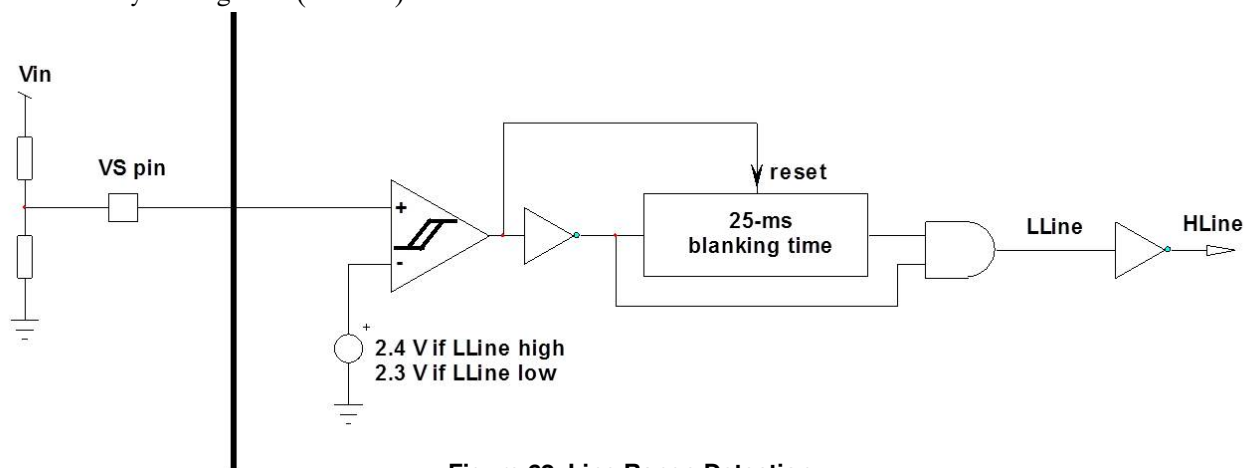 Vin
VS pin
+
-
reset
25-ms
blanking time
LLine
HLine
+
2.4 V if LLine high
2.3 V if LLine low